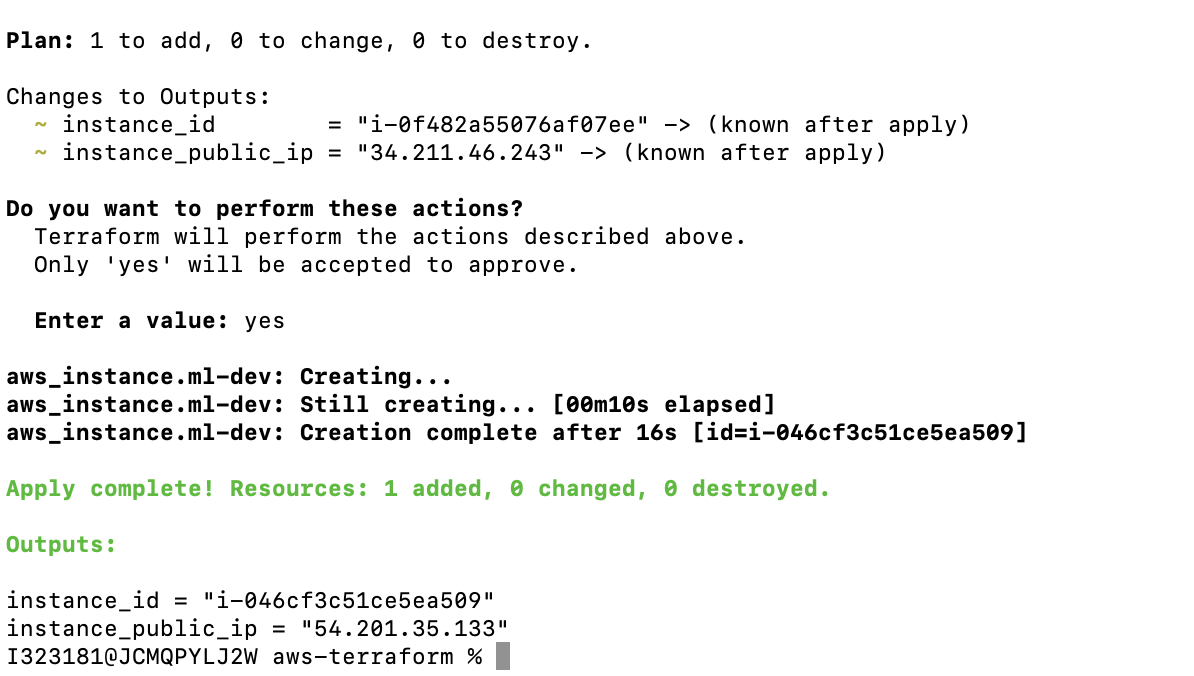 Plan: 1 to add, 0 to change, 0 to destroy.
Changes to Outputs:
  ~ instance_id        = "i-0f482a55076af07ee" -> (known after apply)
  ~ instance_public_ip = "34.211.46.243" -> (known after apply)
Do you want to perform these actions?
  Terraform will perform the actions described above.
  Only 'yes' will be accepted to approve.
  Enter a value: yes
aws_instance.ml-dev: Creating...
aws_instance.ml-dev: Still creating... [00m10s elapsed]
aws_instance.ml-dev: Creation complete after 16s [id=i-046cf3c51ce5ea509]
Apply complete! Resources: 1 added, 0 changed, 0 destroyed.
Outputs:
instance_id = "i-046cf3c51ce5ea509"
instance_public_ip = "54.201.35.133"
I323181@JCMQPYLJ2W aws-terraform %